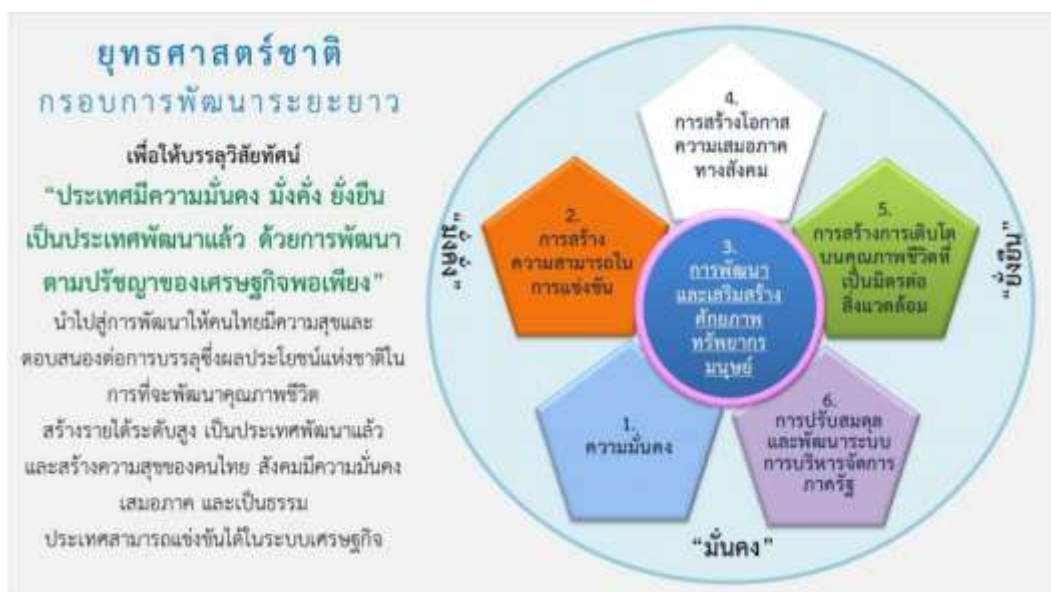 ยุทธศาสตร์ชาติ
กรอบการพัฒนาระยะยาว
เพื่อให้บรรลุวิสัยทัศน์
“ประเทศมีความมั่นคง มั่งคั่ง ยั่งยืน
เป็นประเทศพัฒนาแล้ว ด้วยการพัฒนา
ตามปรัชญาของเศรษฐกิจพอเพียง”
นำไปสู่การพัฒนาให้คนไทยมีความสุขและ
ตอบสนองต่อการบรรลุซึ่งผลประโยชน์แห่งชาติใน
การที่จะพัฒนาคุณภาพชีวิต
สร้างรายได้ระดับสูง เป็นประเทศพัฒนาแล้ว
และสร้างความสุขของคนไทย สังคมมีความมั่นคง
เสมอภาค และเป็นธรรม
ประเทศสามารถแข่งขันได้ในระบบเศรษฐกิจ
4.
การสร้างโอกาส
ความเสมอภาค
ทางสังคม
“มั่งคั่ง”
2.
การสร้าง
ความสามารถใน
การแข่งขัน
3.
การพัฒนา
และเสริมสร้าง
ศักยภาพ
ทรัพยากร
มนุษย์
5.
การสร้างการเติบโต
บนคุณภาพชีวิตที่
เป็นมิตรต่อ
สิ่งแวดล้อม
“ยั่งยืน”
1.
ความมั่นคง
6.
การปรับสมดุล
และพัฒนาระบบ
การบริหารจัดการ
ภาครัฐ
“มั่นคง”